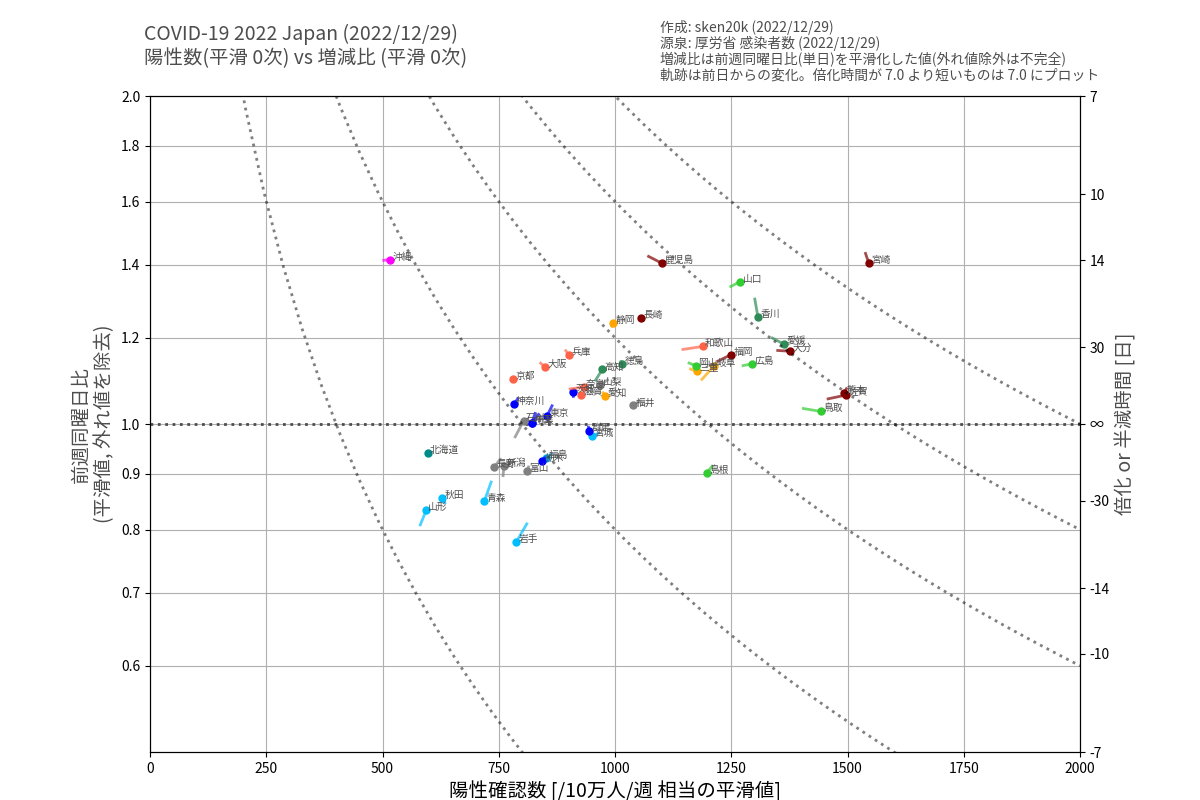 COVID-19 2022 Japan (2022/12/29)
陽性数(平滑 0次) vs 増減比 (平滑 0次)
作成: sken20k (2022/12/29)
源泉: 厚労省 感染者数 (2022/12/29)
増減比は前週同曜日比(単日)を平滑化した値(外れ値除外は不完全)
軌跡は前日からの変化。倍化時間が 7.0 より短いものは 7.0 にプロット
前週同曜日比
(平滑値, 外れ値を除去)
2.0
1.8
1.6
1.4
1.2
1.0
0.9
0.8
0.7
0.6
7
10
14
30
∞
-30
-14
-10
-7
倍化 or 半減時間 [日]
沖縄
鹿児島
宮崎
山口
香川
静岡
長崎
愛媛
大分
和歌山
福岡
兵庫
大阪
京都
高知
徳島
岡山
岐阜
三重
広島
愛知
福井
神奈川
東京
鳥取
佐賀
宮城
北海道
新潟
富山
福島
島根
秋田
山形
青森
岩手
0
250
500
750
1000
1250
1500
1750
2000
陽性確認数 [/10万人/週 相当の平滑値]